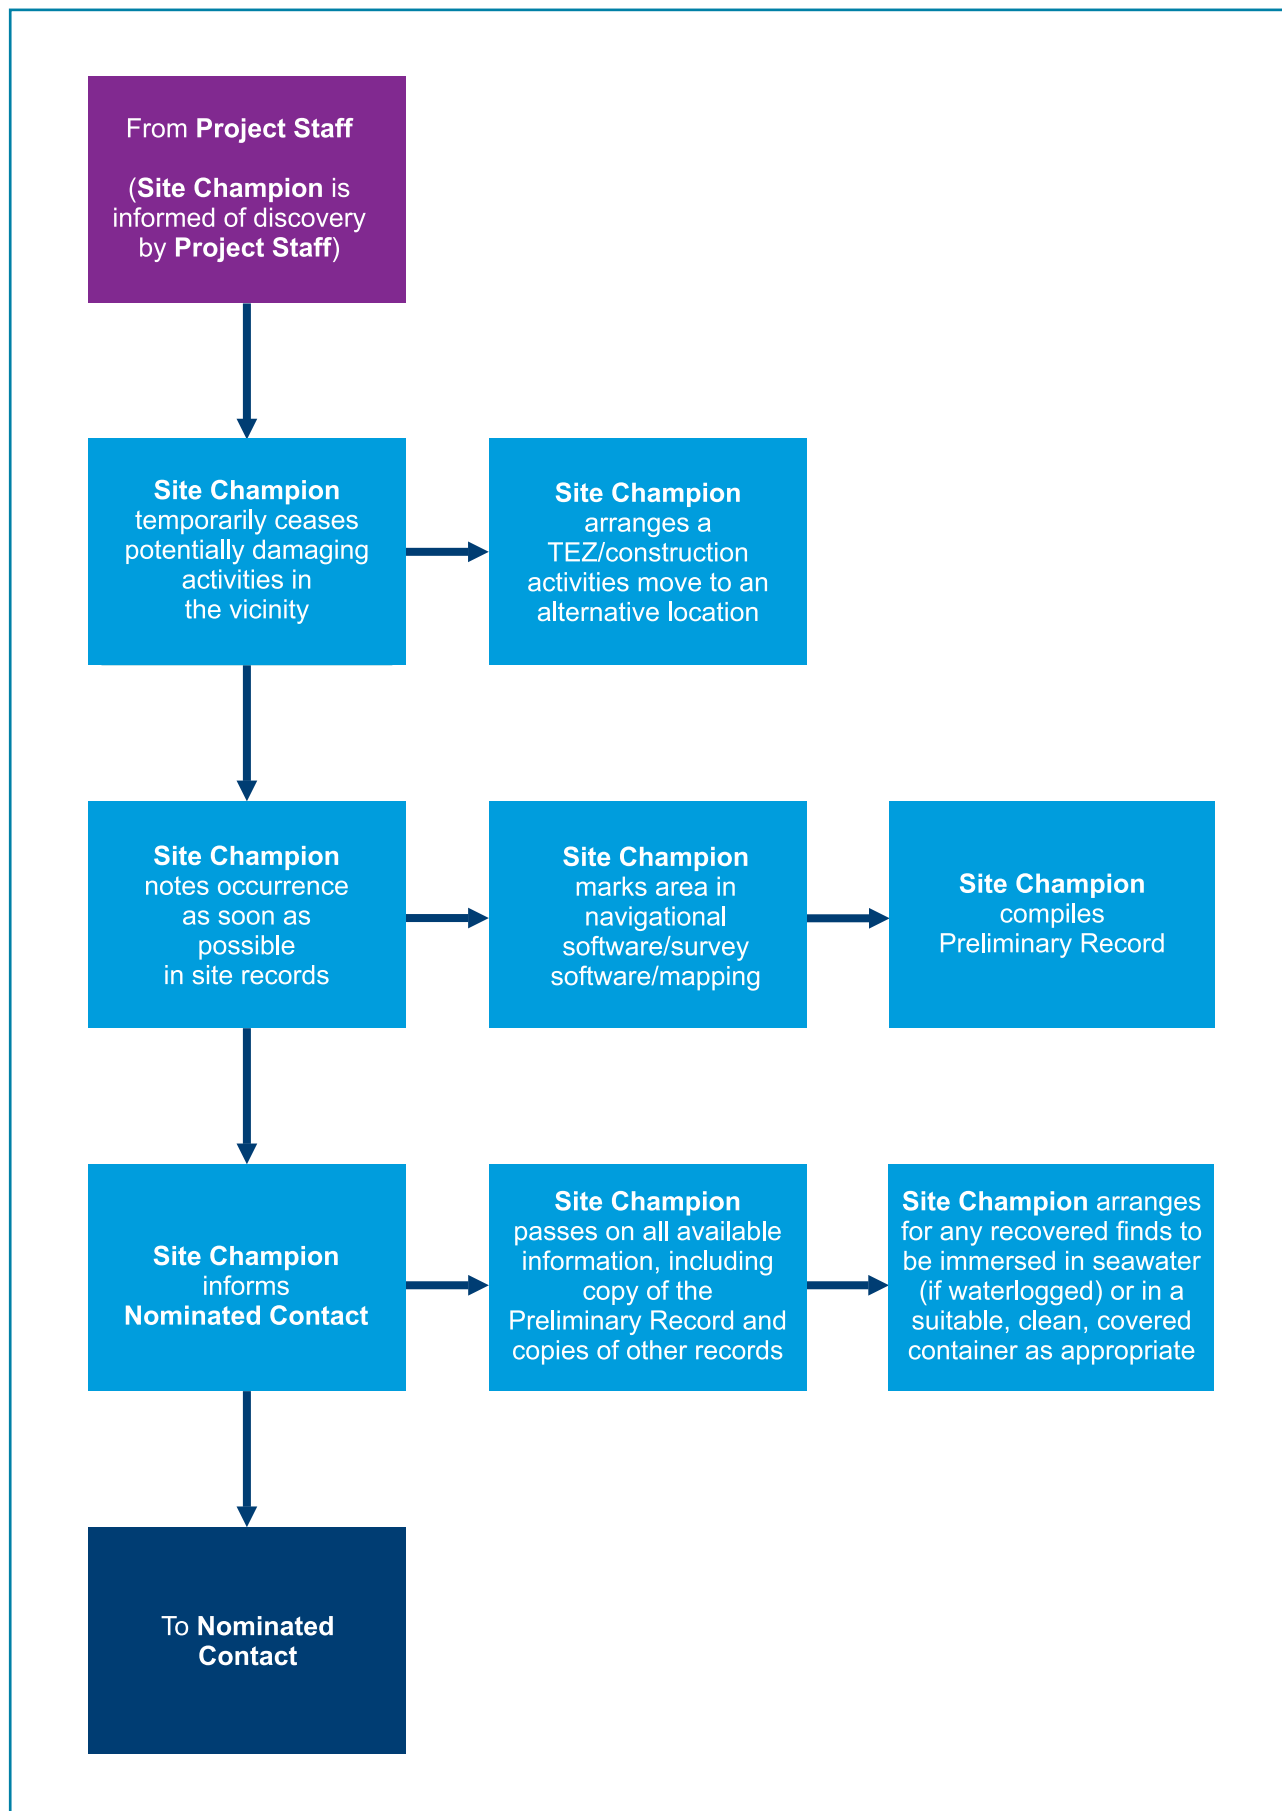 From Project Staff
(Site Champion is
informed of discovery
by Project Staff)
Site Champion
temporarily ceases
potentially damaging
activities in
the vicinity
Site Champion
arranges a
TEZ/construction
activities move to an
alternative location
Site Champion
notes occurrence
as soon as
possible
in site records
Site Champion
marks area in
navigational
software/survey
software/mapping
Site Champion
compiles
Preliminary Record
Site Champion
informs
Nominated Contact
Site Champion
passes on all available
information, including
copy of the
Preliminary Record and
copies of other records
Site Champion arranges
for any recovered finds to
be immersed in seawater
(if waterlogged) or in a
suitable, clean, covered
container as appropriate
To Nominated
Contact